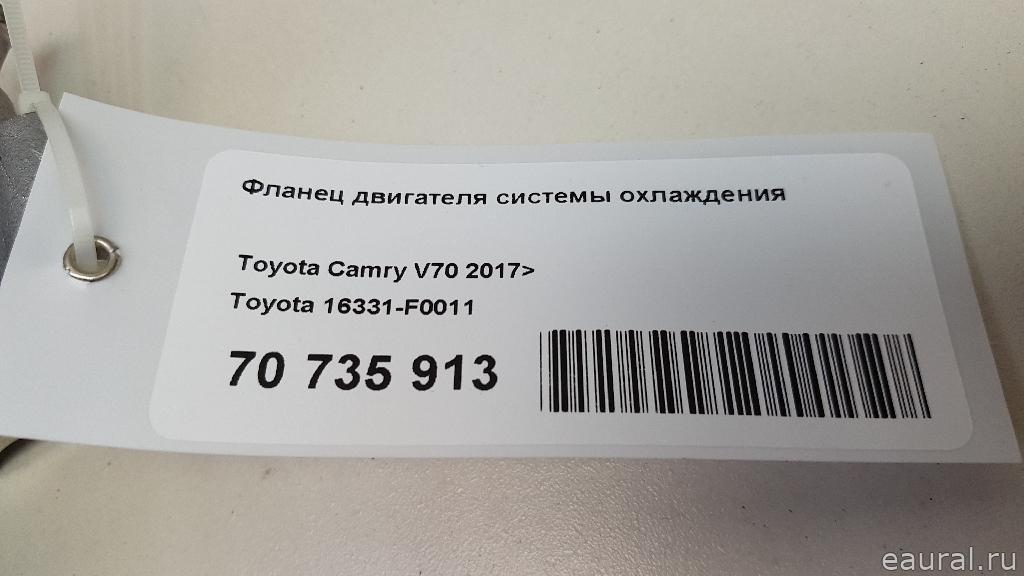 Фланец двигателя системы охлаждения
Toyota Camry V70 2017>
Toyota 16331-F0011
70 735 913
eaural.ru